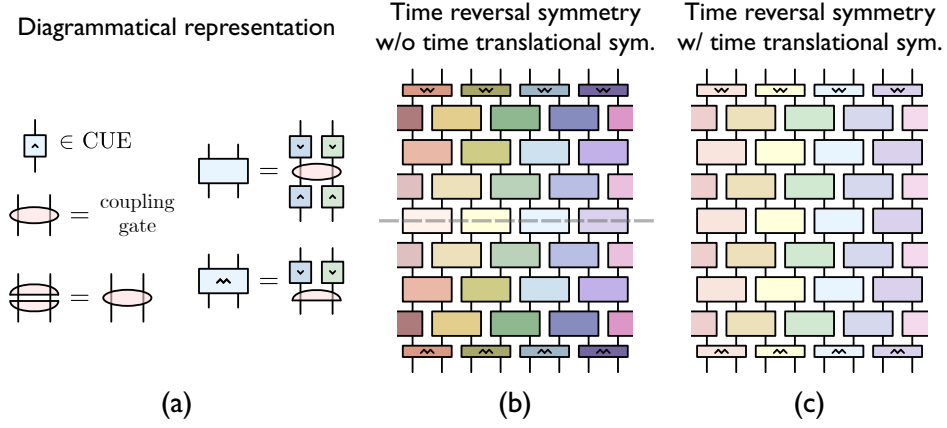 Diagrammatical representation
∈ CUE
=
= coupling
gate
=
=
(a)
Time reversal symmetry
w/o time translational sym.
(b)
Time reversal symmetry
w/ time translational sym.
(c)